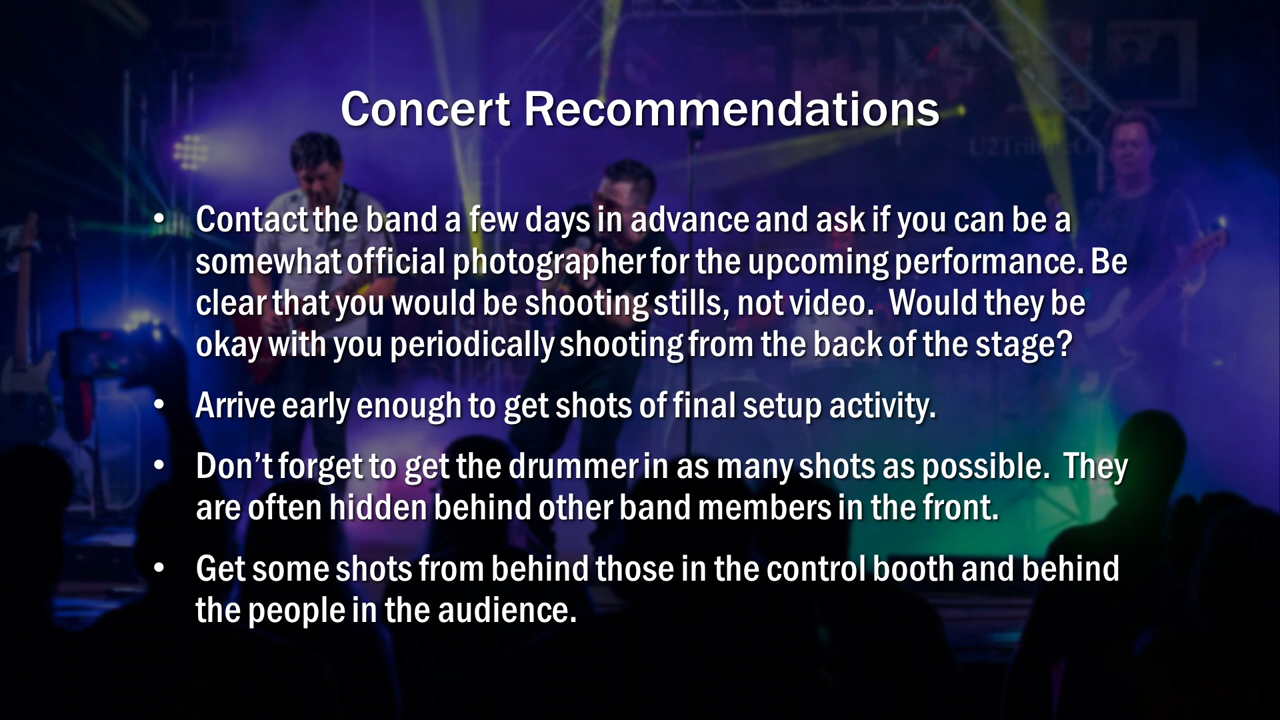 Concert Recommendations
• Contact the band a few days in advance and ask if you can be a
somewhat official photographer for the upcoming performance. Be
clear that you would be shooting stills, not video.  Would they be
okay with you periodically shooting from the back of the stage?
• Arrive early enough to get shots of final setup activity.
• Don’t forget to get the drummer in as many shots as possible.  They
are often hidden behind other band members in the front.
• Get some shots from behind those in the control booth and behind
the people in the audience.